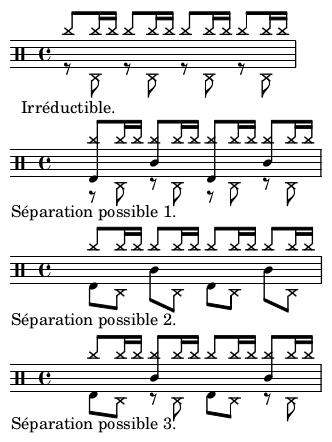 Irréductible.
Séparation possible 1.
Séparation possible 2.
Séparation possible 3.